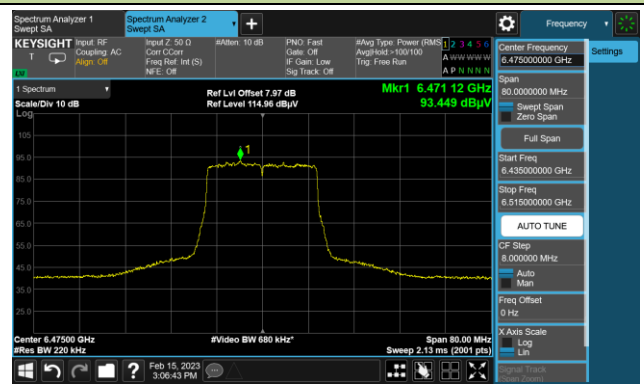 Spectrum Analyzer 1
Swept SA
Spectrum Analyzer 2
Swept SA
Frequency
KEYSIGHT
T
LV
Input: RF
Coupling: AC
Align: Off
Input Z: 50 Ω
Corr CCorr
Freq Ref: Int (S)
NFE: Off
#Atten: 10 dB
PNO: Fast
Gate: Off
IF Gain: Low
Sig Track: Off
#Avg Type: Power (RMS)
Avg|Hold:>100/100
Trig: Free Run
1 2 3 4 5 6
A W W W W W
A P N N N N
1 Spectrum
Scale/Div 10 dB
Log
Ref Lvl Offset 7.97 dB
Ref Level 114.96 dBµV
Mkr1 6.471 12 GHz
93.449 dBµV
1
105
95.0
85.0
75.0
65.0
55.0
45.0
35.0
25.0
Center 6.47500 GHz
#Res BW 220 kHz
#Video BW 680 kHz*
Span 80.00 MHz
Sweep 2.13 ms (2001 pts)
Center Frequency
6.475000000 GHz
Settings
Span
80.0000000 MHz
Swept Span
Zero Span
Full Span
Start Freq
6.435000000 GHz
Stop Freq
6.515000000 GHz
AUTO TUNE
CF Step
8.000000 MHz
Auto
Man
Freq Offset
0 Hz
X Axis Scale
Log
Lin
Signal Track
(Span Zoom)
?
Feb 15, 2023
3:06:43 PM